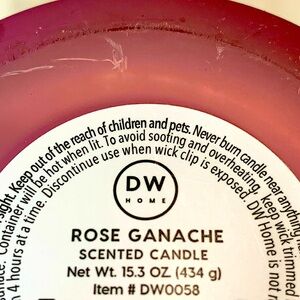 sight. Keep out of the reach of children and pets. Never burn candle near anything
Container will be hot when lit. To avoid sooting and overheating, keep wick trimmed
4 hours at a time. Discontinue use when wick clip is exposed. DW Home is not
DW
HOME
ROSE GANACHE
SCENTED CANDLE
Net Wt. 15.3 OZ (434 g)
Item # DW0058